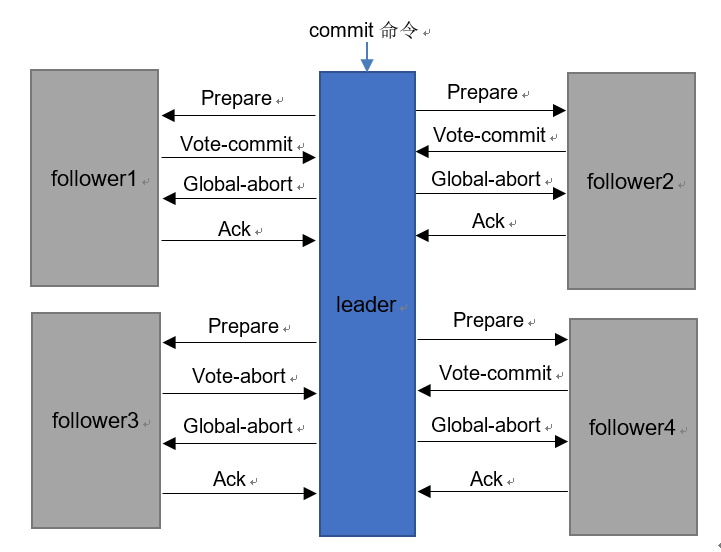 commit 命令
Prepare
Vote-commit
follower1
Global-abort
Ack
Prepare
Vote-commit
Global-abort
follower2
Ack
leader
Prepare
Vote-abort
follower3
Global-abort
Ack
Prepare
Vote-commit
Global-abort
follower4
Ack